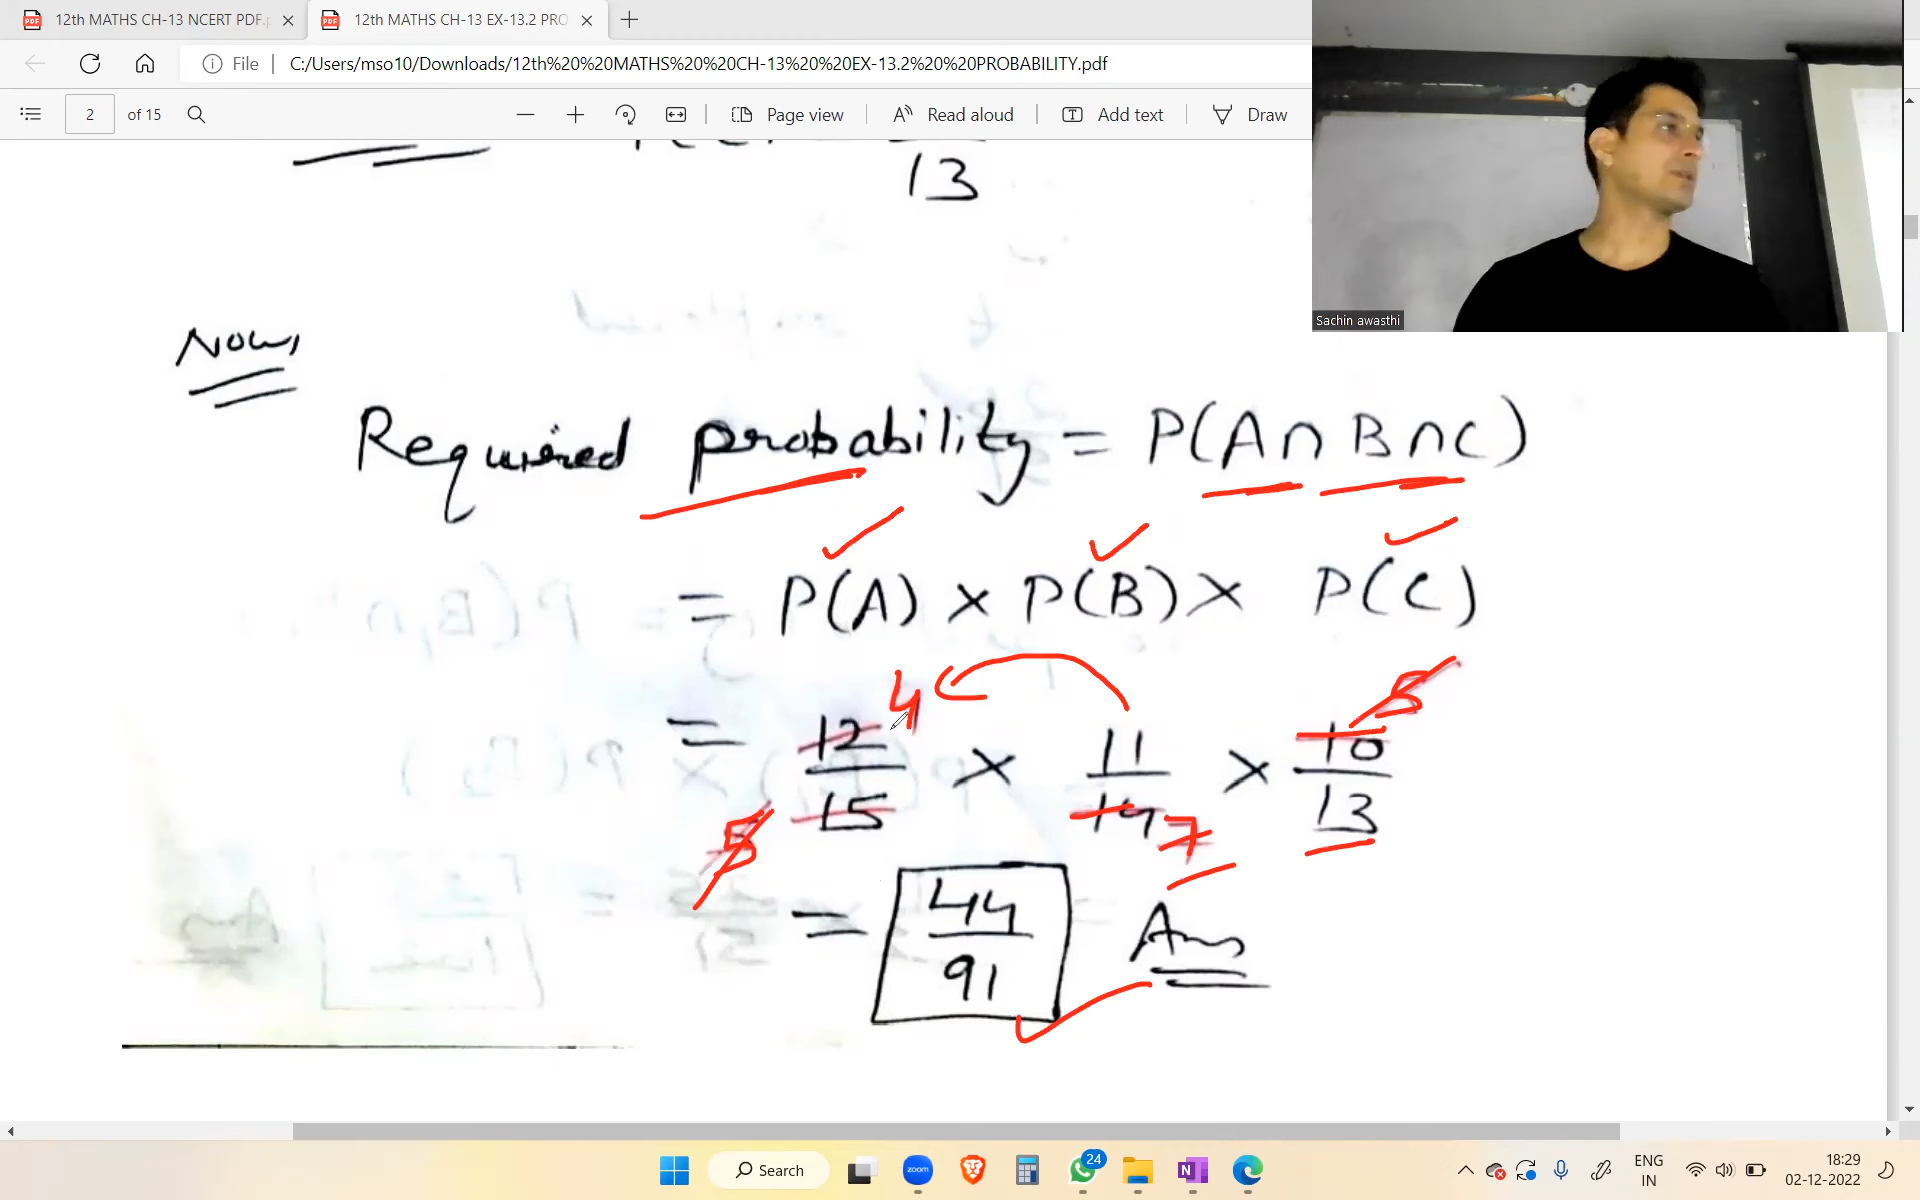 12th MATHS CH-13 NCERT PDF.p
12th MATHS CH-13 EX-13.2 PRO
File
C:/Users/mso10/Downloads/12th%20%20MATHS%20%20CH-13%20%20EX-13.2%20%20PROBABILITY.pdf
2 of 15
Page view
Read aloud
Add text
Draw
13
Sachin awasthi
Now,
Required probability = P(A∩B∩C)
= P(A) × P(B) × P(C)
4 5
= 12/15 × 11/14 × 10/13
5 7
= 44/91 Ans
Search
zoom
24
ENG
IN
18:29
02-12-2022